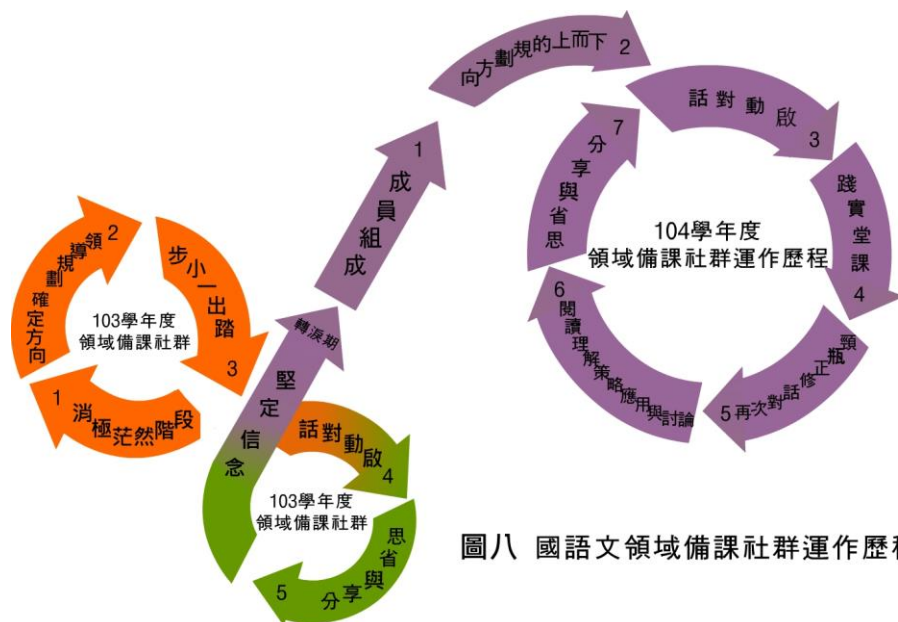 1 消極茫然階段
2 領導規劃確定方向
3 踏出一小步
103學年度
領域備課社群
4 啟動對話
5 分享與省思
103學年度
領域備課社群
堅定信念
轉淚期
1 成員組成
2 下而上的規劃方向
3 啟動對話
4 課堂實踐
5 再次對話修正瓶頸
6 閱讀理解策略應用與討論
7 分享與省思
104學年度
領域備課社群運作歷程
圖八 國語文領域備課社群運作歷程